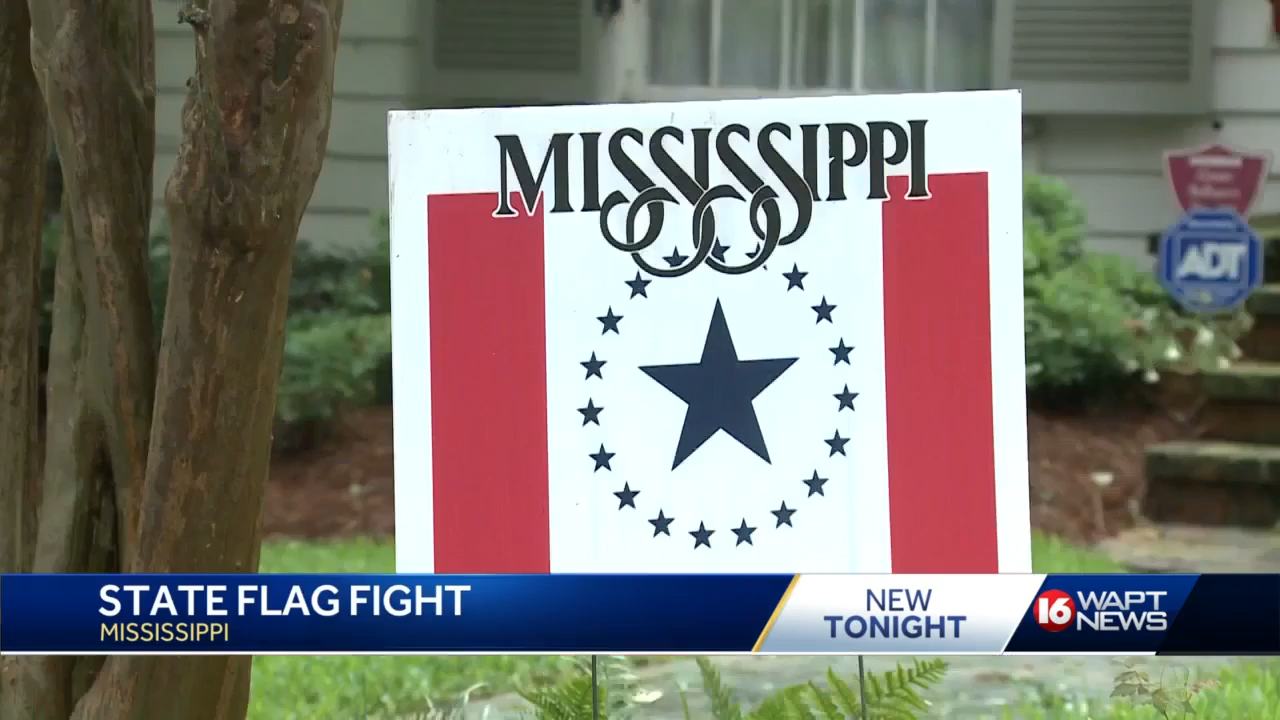 MISSISSIPPI
ADT
STATE FLAG FIGHT
MISSISSIPPI
NEW
TONIGHT
16 WAPT
NEWS